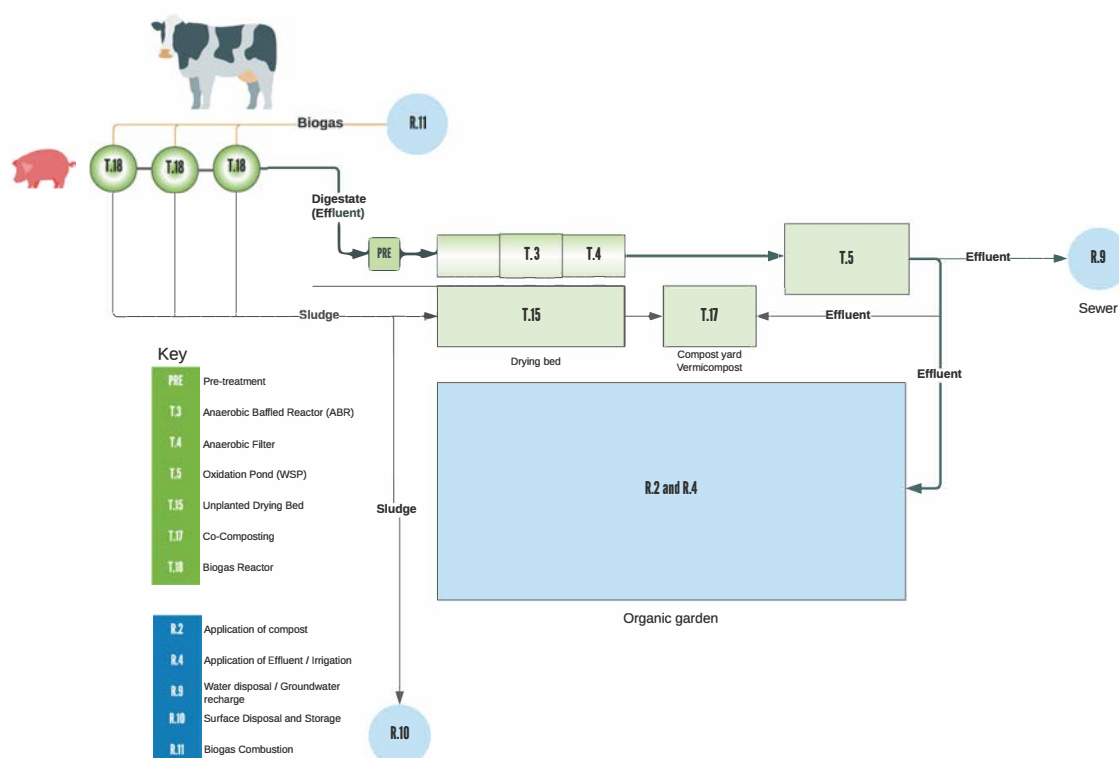 Biogas
R.11
T.18
T.18
T.18
Digestate
(Effluent)
PRE
T.3
T.4
T.5
Effluent
R.9
Sewer
Sludge
T.15
T.17
Effluent
Drying bed
Compost yard
Vermicompost
Effluent
Key
PRE Pre-treatment
T.3 Anaerobic Baffled Reactor (ABR)
T.4 Anaerobic Filter
T.5 Oxidation Pond (WSP)
T.15 Unplanted Drying Bed
T.17 Co-Composting
T.18 Biogas Reactor
R.2 and R.4
Sludge
Organic garden
R.2 Application of compost
R.4 Application of Effluent / Irrigation
R.9 Water disposal / Groundwater
recharge
R.10 Surface Disposal and Storage
R.11 Biogas Combustion
R.10